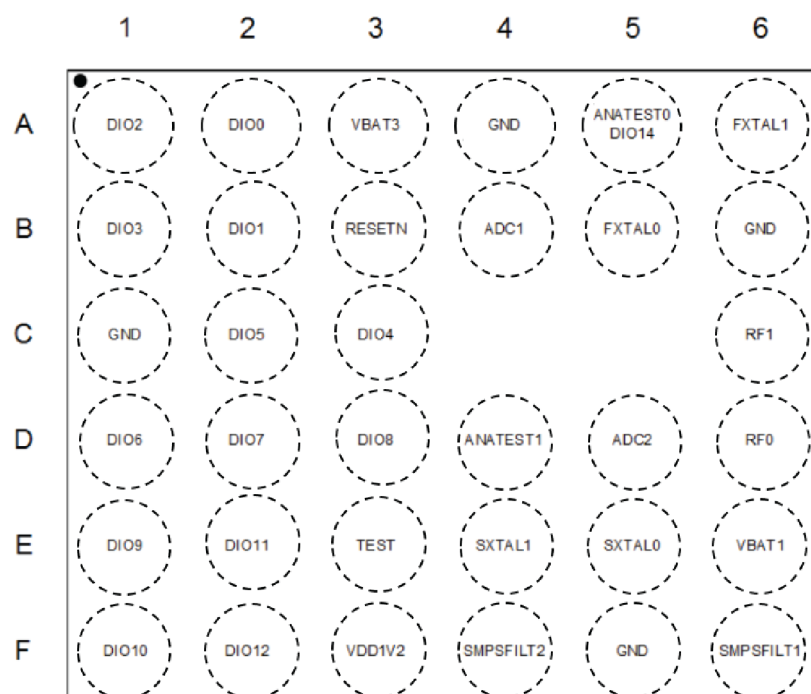 1 2 3 4 5 6
A DIO2 DIO0 VBAT3 GND ANATEST0 FXTAL1
DIO14
B DIO3 DIO1 RESETN ADC1 FXTAL0 GND
C GND DIO5 DIO4 RF1
D DIO6 DIO7 DIO8 ANATEST1 ADC2 RF0
E DIO9 DIO11 TEST SXTAL1 SXTAL0 VBAT1
F DIO10 DIO12 VDD1V2 SMPSFILT2 GND SMPSFILT1